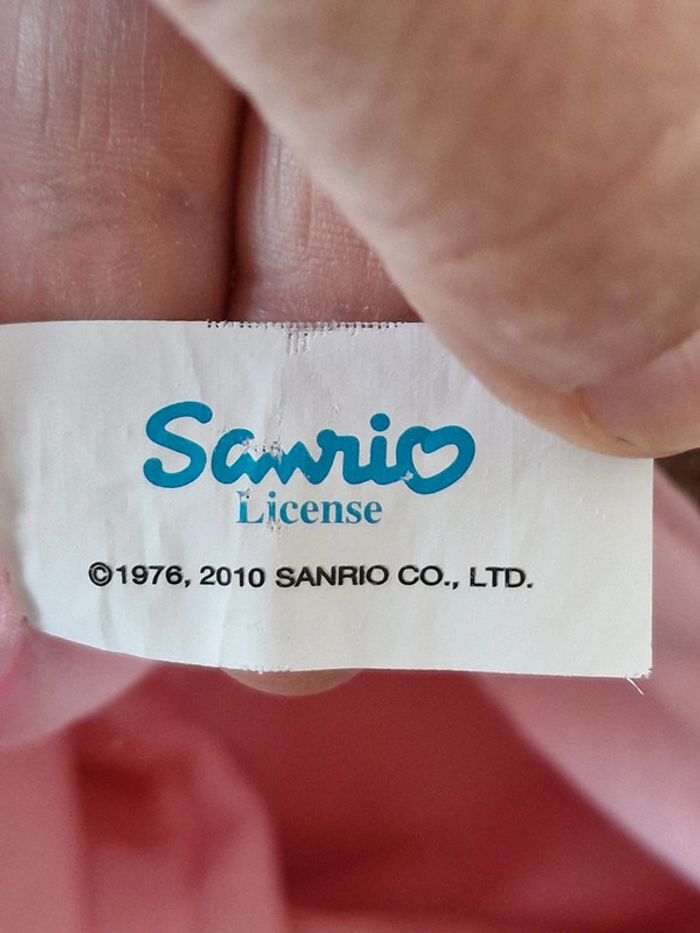 Sanrio
License
©1976, 2010 SANRIO CO., LTD.